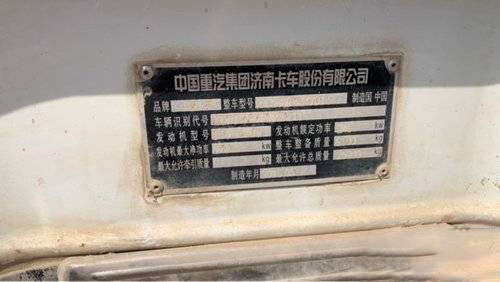 中国重汽集团济南卡车股份有限公司
品牌 整车型号 制造国 中国
车辆识别代号
发动机型号 发动机额定功率 kw
发动机最大净功率 kw 整车整备质量 kg
最大允许牵引质量 kg 最大允许总质量 kg
制造年月